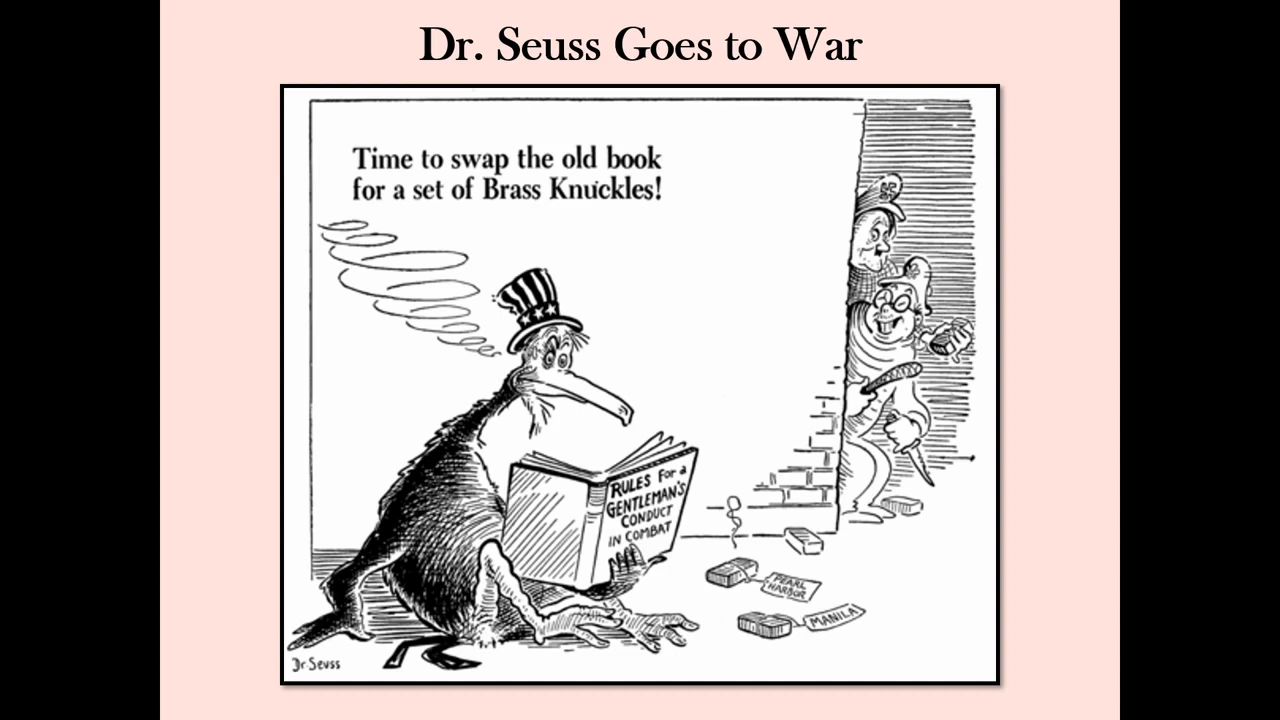 Dr. Seuss Goes to War
Time to swap the old book
for a set of Brass Knuckles!
RULES For a
GENTLEMAN'S
CONDUCT
IN COMBAT
PEARL
HARBOR
MANILA
Dr. Seuss